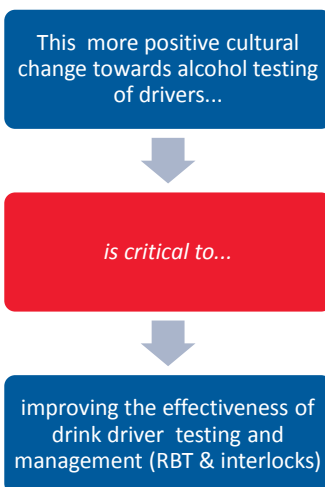 This more positive cultural
change towards alcohol testing
of drivers...
is critical to...
improving the effectiveness of
drink driver testing and
management (RBT & interlocks)